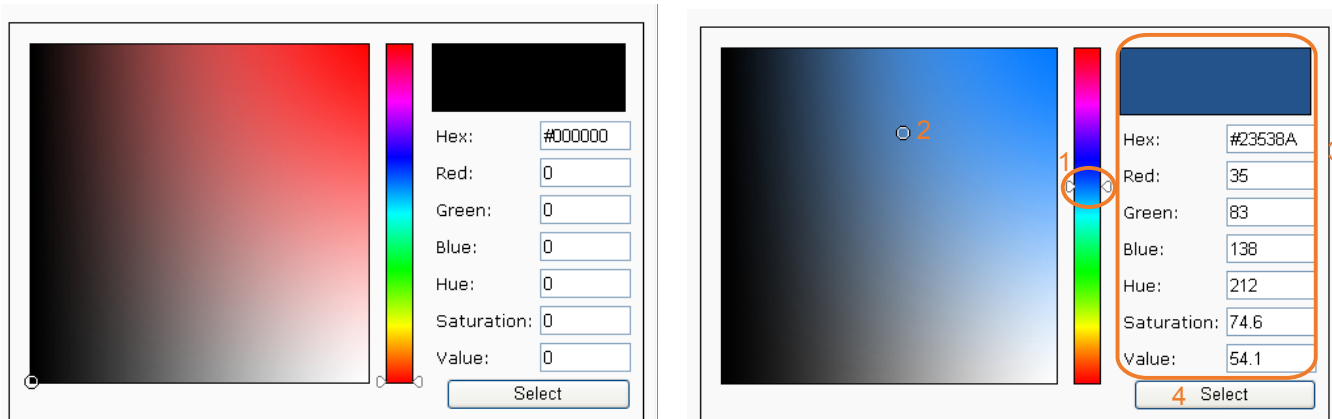 Hex: #000000
Red: 0
Green: 0
Blue: 0
Hue: 0
Saturation: 0
Value: 0
Select
2
1
Hex: #23538A
Red: 35
Green: 83
Blue: 138
Hue: 212
Saturation: 74.6
Value: 54.1
4 Select